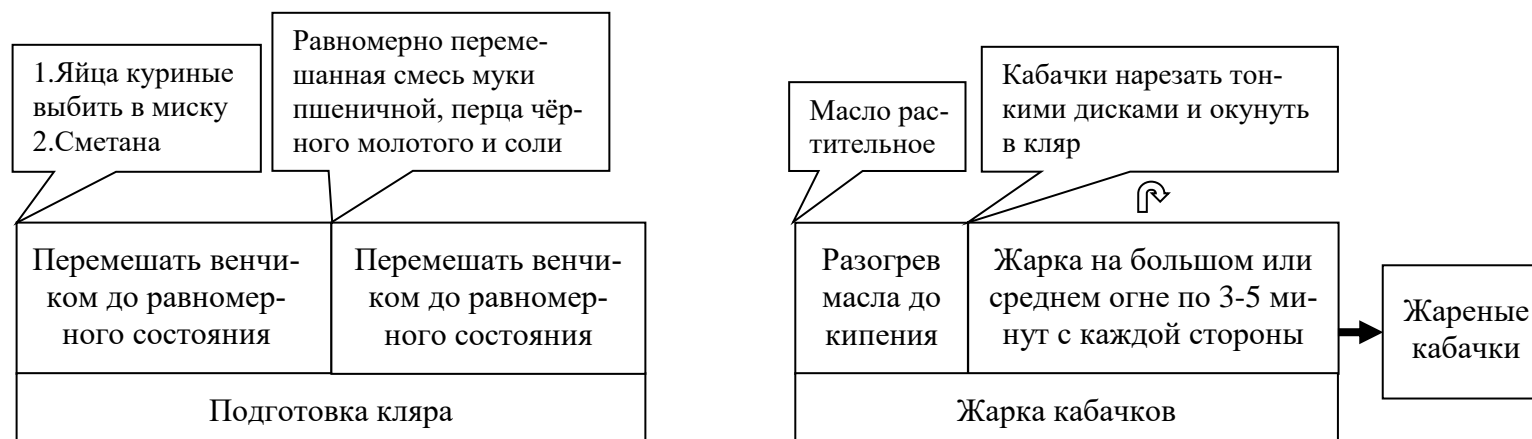 1.Яйца куриные
выбить в миску
2.Сметана
Равномерно переме-
шанная смесь муки
пшеничной, перца чёр-
ного молотого и соли
Перемешать венчи-
ком до равномер-
ного состояния
Перемешать венчи-
ком до равномер-
ного состояния
Подготовка кляра
Масло рас-
тительное
Кабачки нарезать тон-
кими дисками и окунуть
в кляр
Разогрев
масла до
кипения
Жарка на большом или
среднем огне по 3-5 ми-
нут с каждой стороны
Жарка кабачков
Жареные
кабачки